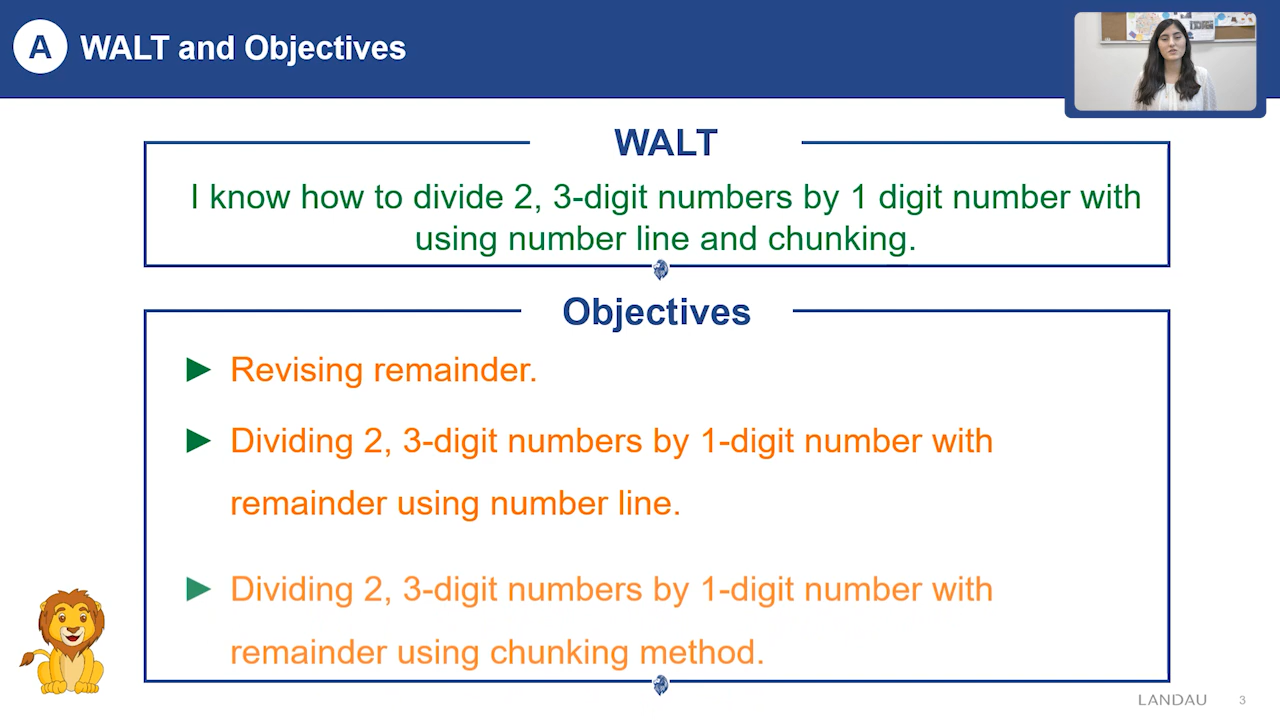 A WALT and Objectives
WALT
I know how to divide 2, 3-digit numbers by 1 digit number with
using number line and chunking.
Objectives
► Revising remainder.
► Dividing 2, 3-digit numbers by 1-digit number with
remainder using number line.
► Dividing 2, 3-digit numbers by 1-digit number with
remainder using chunking method.
LANDAU 3